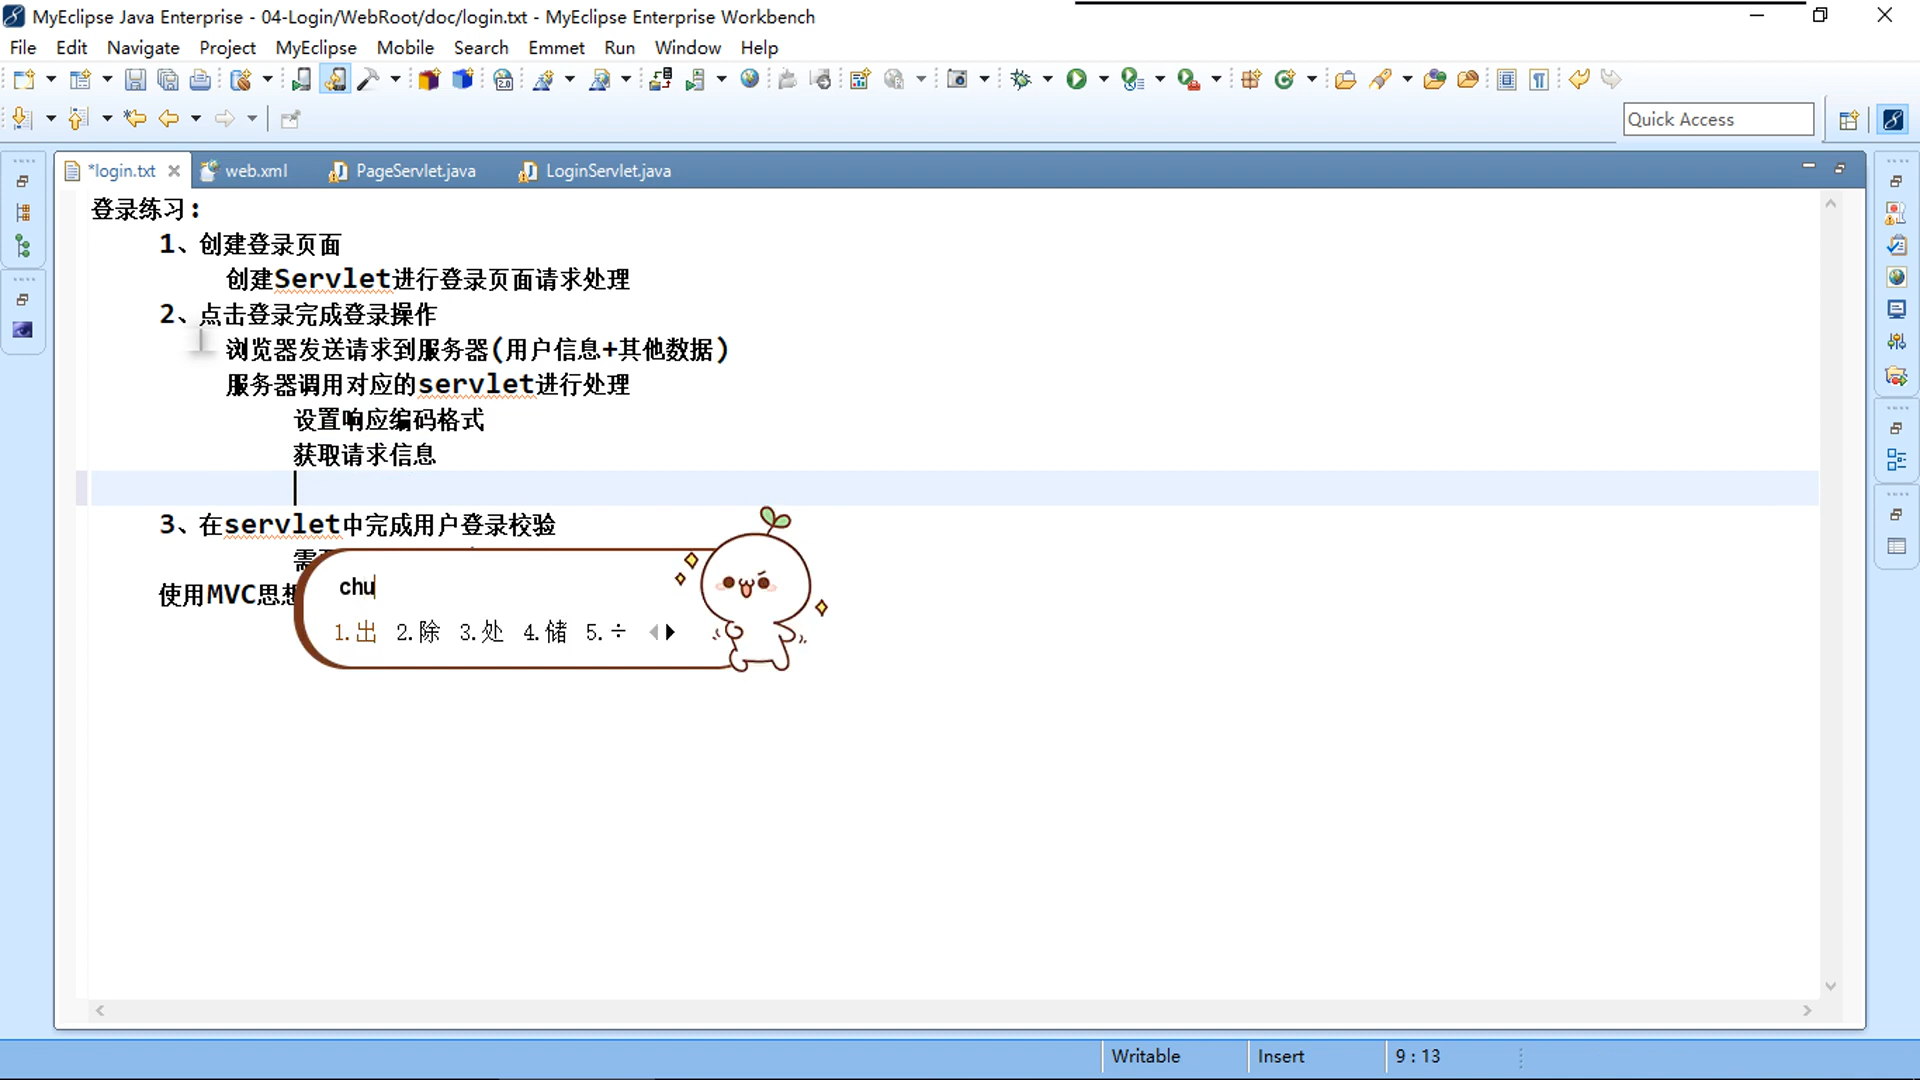 MyEclipse Java Enterprise - 04-Login/WebRoot/doc/login.txt - MyEclipse Enterprise Workbench
File Edit Navigate Project MyEclipse Mobile Search Emmet Run Window Help
Quick Access
*login.txt web.xml PageServlet.java LoginServlet.java
登录练习：
1、创建登录页面
创建Servlet进行登录页面请求处理
2、点击登录完成登录操作
浏览器发送请求到服务器(用户信息+其他数据)
服务器调用对应的servlet进行处理
设置响应编码格式
获取请求信息
3、在servlet中完成用户登录校验
需
使用MVC思想
chu
1.出 2.除 3.处 4.储 5.÷
Writable Insert 9 : 13